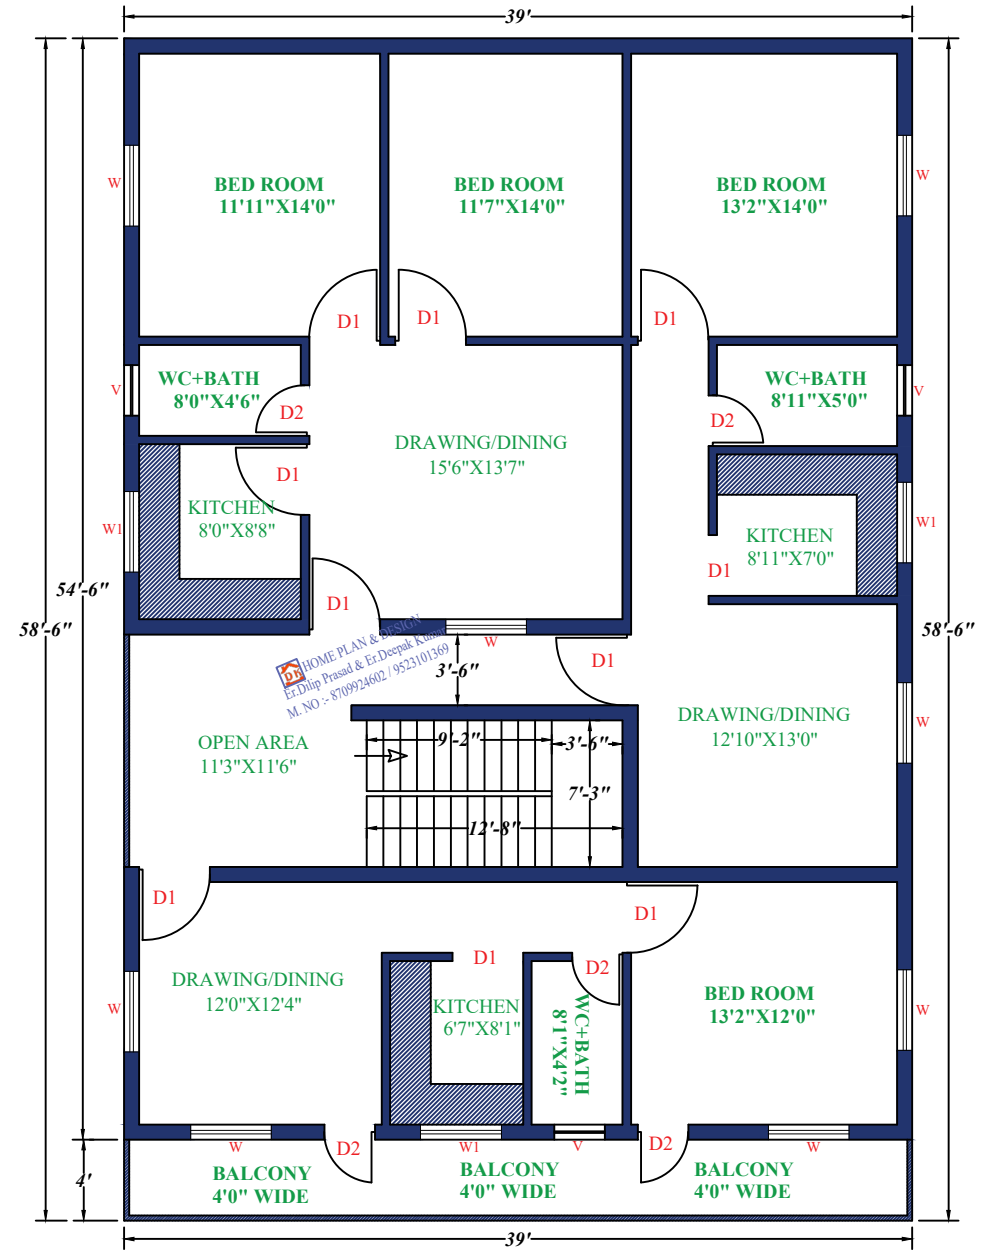 39'
BED ROOM
11'11"X14'0"
BED ROOM
11'7"X14'0"
BED ROOM
13'2"X14'0"
W
W
D1
D1
D1
V
WC+BATH
8'0"X4'6"
D2
WC+BATH
8'11"X5'0"
V
D2
DRAWING/DINING
15'6"X13'7"
D1
W1
KITCHEN
8'0"X8'8"
KITCHEN
8'11"X7'0"
W1
D1
54'-6"
58'-6"
58'-6"
D1
W
HOME PLAN & DESIGN
DK
Er.Dilip Prasad & Er.Deepak Kumar
M. NO :- 8709924602 / 9523101369
3'-6"
D1
DRAWING/DINING
12'10"X13'0"
W
OPEN AREA
11'3"X11'6"
9'-2"
3'-6"
7'-3"
12'-8"
D1
D1
D1
D2
DRAWING/DINING
12'0"X12'4"
W
KITCHEN
6'7"X8'1"
WC+BATH
8'1"X4'2"
BED ROOM
13'2"X12'0"
W
W
D2
W1
V
D2
W
BALCONY
4'0" WIDE
BALCONY
4'0" WIDE
BALCONY
4'0" WIDE
4'
39'